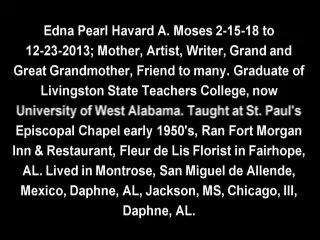 Edna Pearl Havard A. Moses 2-15-18 to
12-23-2013; Mother, Artist, Writer, Grand and
Great Grandmother, Friend to many. Graduate of
Livingston State Teachers College, now
University of West Alabama. Taught at St. Paul's
Episcopal Chapel early 1950's, Ran Fort Morgan
Inn & Restaurant, Fleur de Lis Florist in Fairhope,
AL. Lived in Montrose, San Miguel de Allende,
Mexico, Daphne, AL, Jackson, MS, Chicago, Ill,
Daphne, AL.